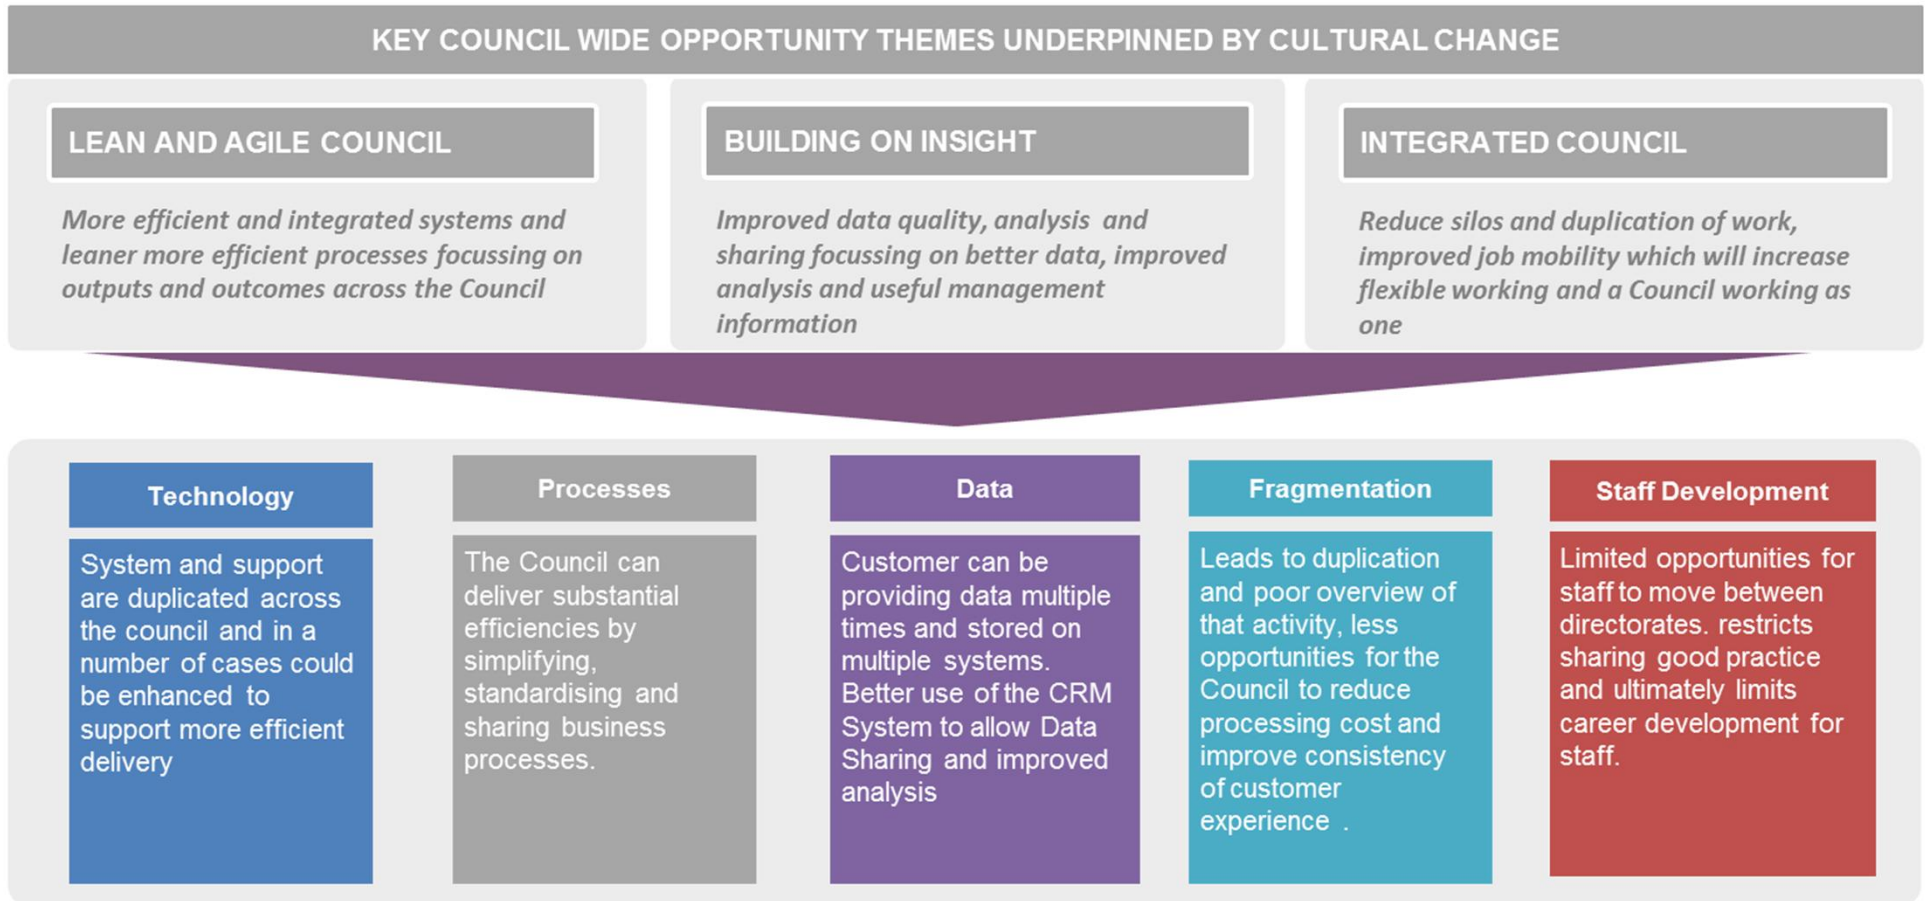 KEY COUNCIL WIDE OPPORTUNITY THEMES UNDERPINNED BY CULTURAL CHANGE
LEAN AND AGILE COUNCIL
More efficient and integrated systems and
leaner more efficient processes focussing on
outputs and outcomes across the Council
BUILDING ON INSIGHT
Improved data quality, analysis and
sharing focussing on better data, improved
analysis and useful management
information
INTEGRATED COUNCIL
Reduce silos and duplication of work,
improved job mobility which will increase
flexible working and a Council working as
one
Technology
System and support
are duplicated across
the council and in a
number of cases could
be enhanced to
support more efficient
delivery
Processes
The Council can
deliver substantial
efficiencies by
simplifying,
standardising and
sharing business
processes.
Data
Customer can be
providing data multiple
times and stored on
multiple systems.
Better use of the CRM
System to allow Data
Sharing and improved
analysis
Fragmentation
Leads to duplication
and poor overview of
that activity, less
opportunities for the
Council to reduce
processing cost and
improve consistency
of customer
experience .
Staff Development
Limited opportunities for
staff to move between
directorates. restricts
sharing good practice
and ultimately limits
career development for
staff.